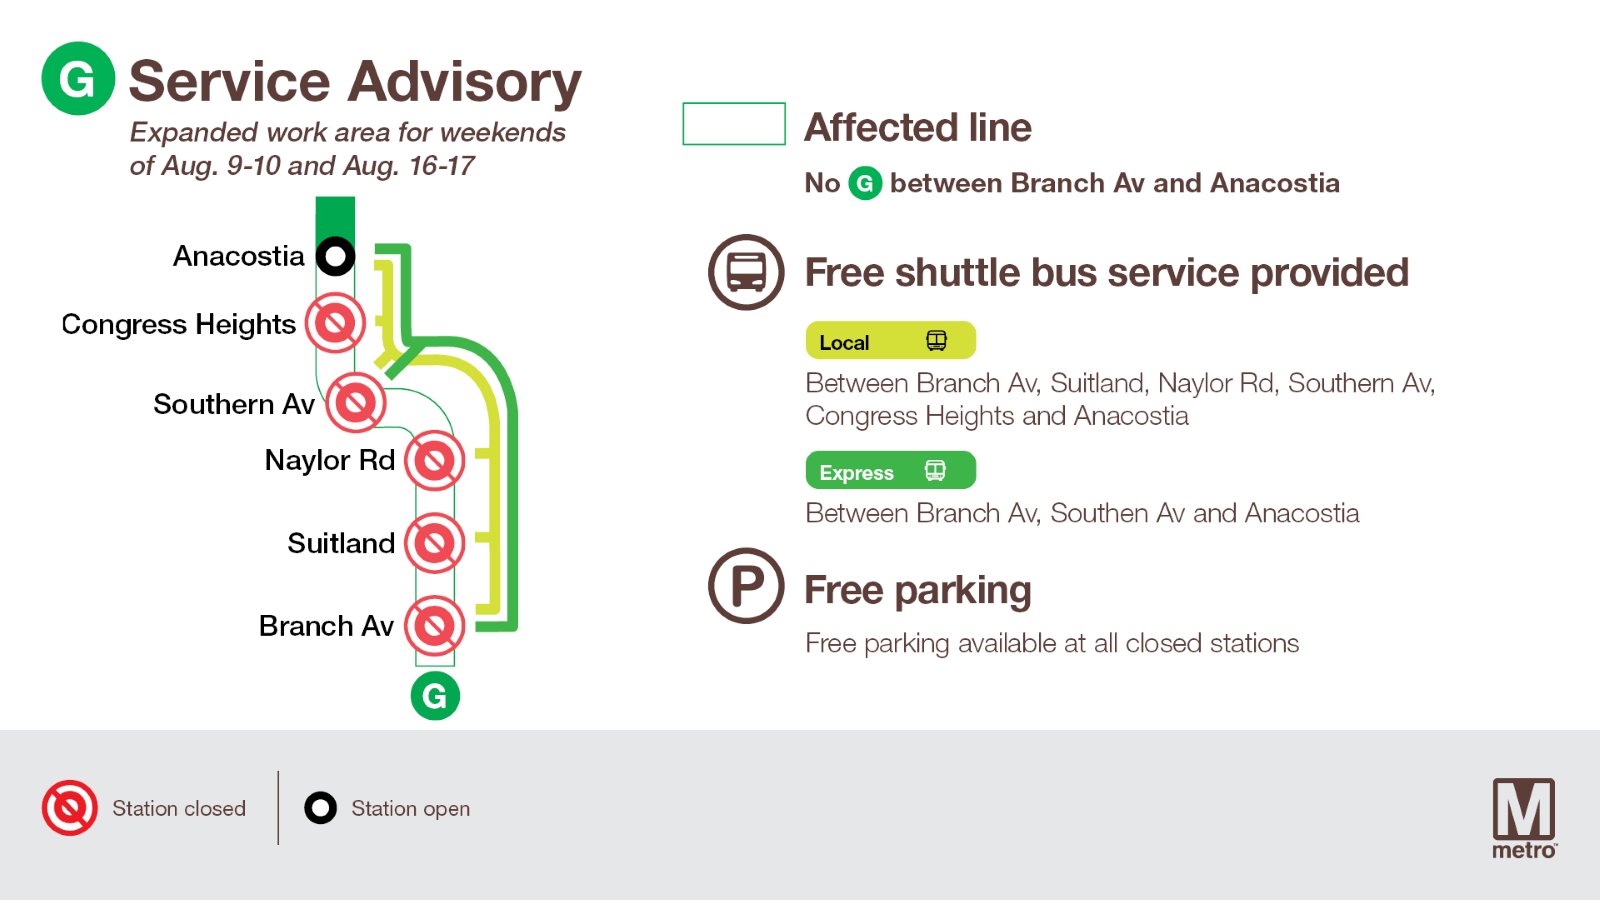 G Service Advisory
Expanded work area for weekends
of Aug. 9-10 and Aug. 16-17
Anacostia
Congress Heights
Southern Av
Naylor Rd
Suitland
Branch Av
G
Affected line
No G between Branch Av and Anacostia
Free shuttle bus service provided
Local
Between Branch Av, Suitland, Naylor Rd, Southern Av,
Congress Heights and Anacostia
Express
Between Branch Av, Southen Av and Anacostia
P Free parking
Free parking available at all closed stations
Station closed
Station open
M
metro™